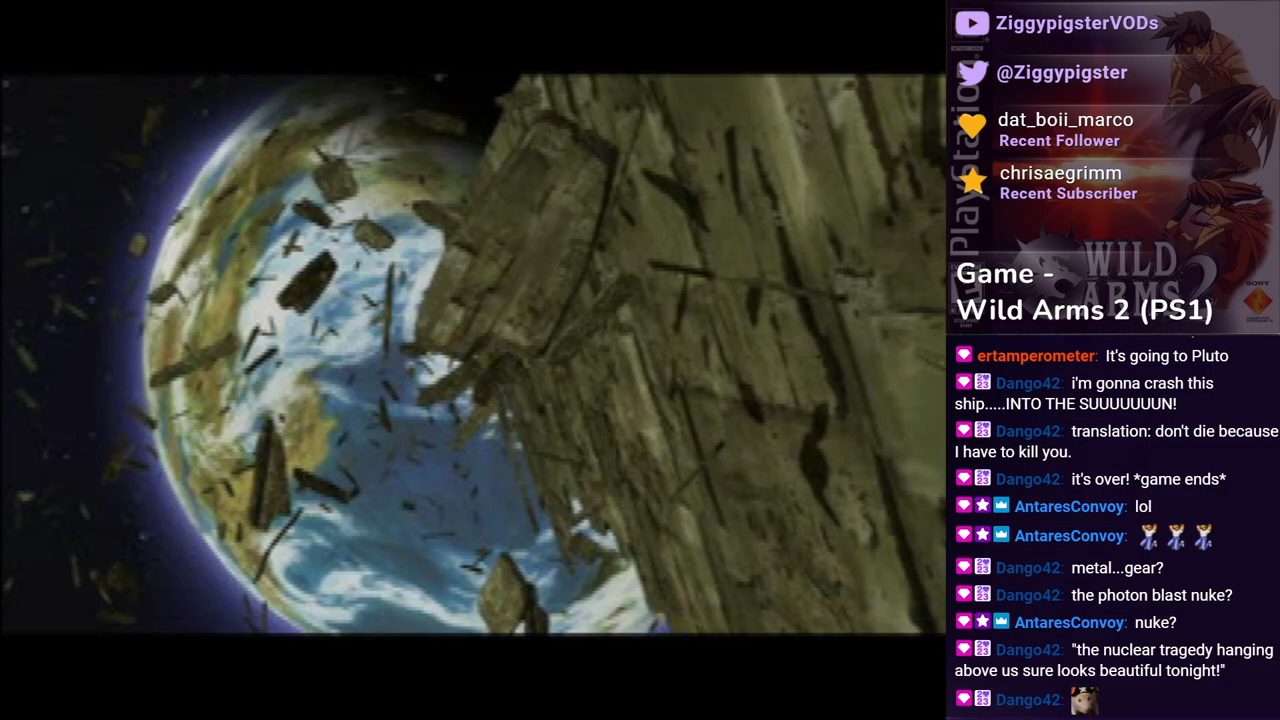 ZiggypigsterVODs
@Ziggypigster
dat_boii_marco
Recent Follower
chrisaegrimm
Recent Subscriber
PlayStation
WILD
ARMS 2
SONY
Game -
Wild Arms 2 (PS1)
ertamperometer: It's going to Pluto
Dango42: i'm gonna crash this
ship.....INTO THE SUUUUUUUN!
Dango42: translation: don't die because
I have to kill you.
Dango42: it's over! *game ends*
AntaresConvoy: lol
AntaresConvoy:
Dango42: metal...gear?
Dango42: the photon blast nuke?
AntaresConvoy: nuke?
Dango42: "the nuclear tragedy hanging
above us sure looks beautiful tonight!"
Dango42: